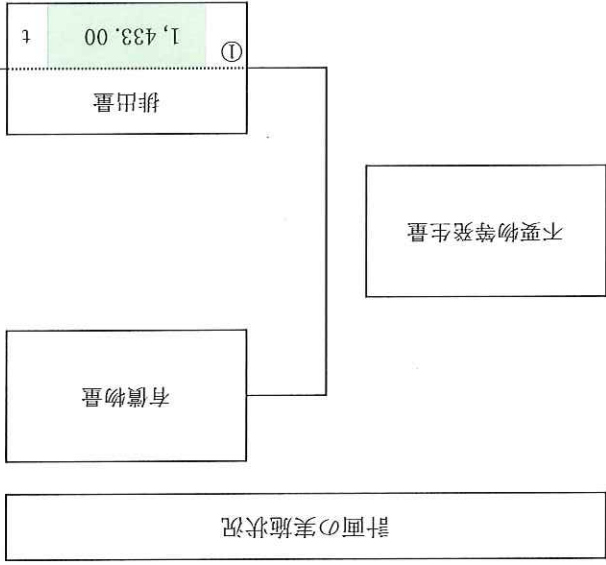 計画の実施状況
有償物量
不要物等発生量
排出量
① 1,433.00 t